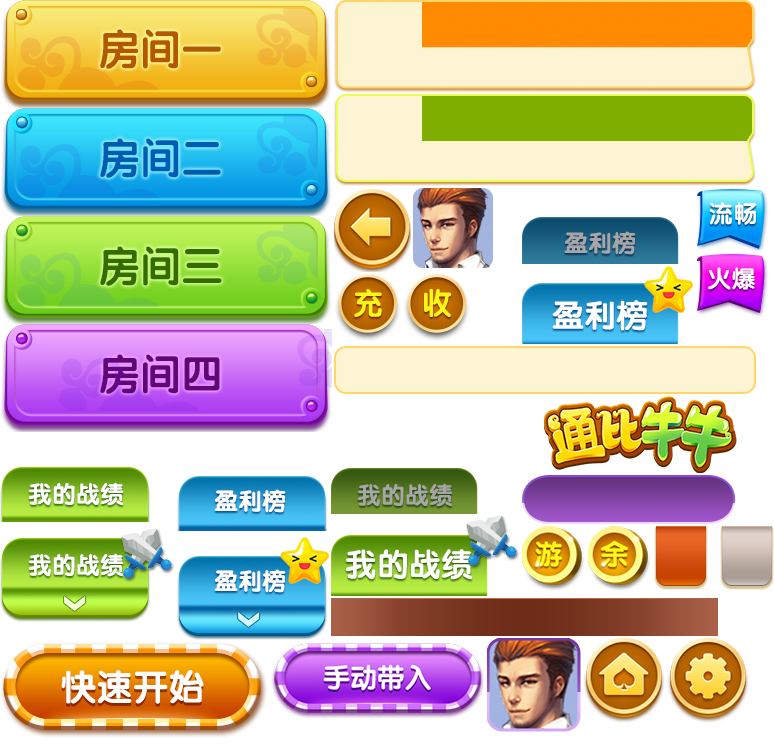 房间一
房间二
房间三
房间四
盈利榜
流畅
火爆
充
收
盈利榜
通比牛牛
我的战绩
盈利榜
我的战绩
我的战绩
盈利榜
我的战绩
游
余
快速开始
手动带入